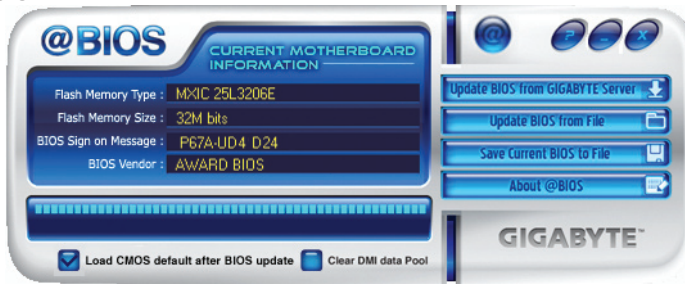 @BIOS
CURRENT MOTHERBOARD
INFORMATION
Flash Memory Type : MXIC 25L3206E
Flash Memory Size : 32M bits
BIOS Sign on Message : P67A-UD4 D24
BIOS Vendor : AWARD BIOS
Load CMOS default after BIOS update Clear DMI data Pool
@ ? _ X
Update BIOS from GIGABYTE Server
Update BIOS from File
Save Current BIOS to File
About @BIOS
GIGABYTE™